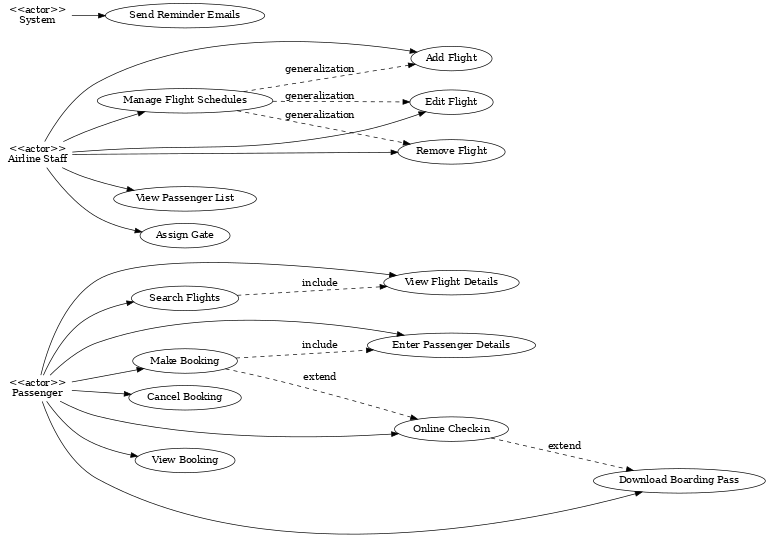 <<actor>>
System
Send Reminder Emails
Add Flight
generalization
Manage Flight Schedules
generalization
Edit Flight
generalization
<<actor>>
Airline Staff
Remove Flight
View Passenger List
Assign Gate
View Flight Details
include
Search Flights
Enter Passenger Details
include
Make Booking
extend
<<actor>>
Passenger
Cancel Booking
Online Check-in
extend
View Booking
Download Boarding Pass